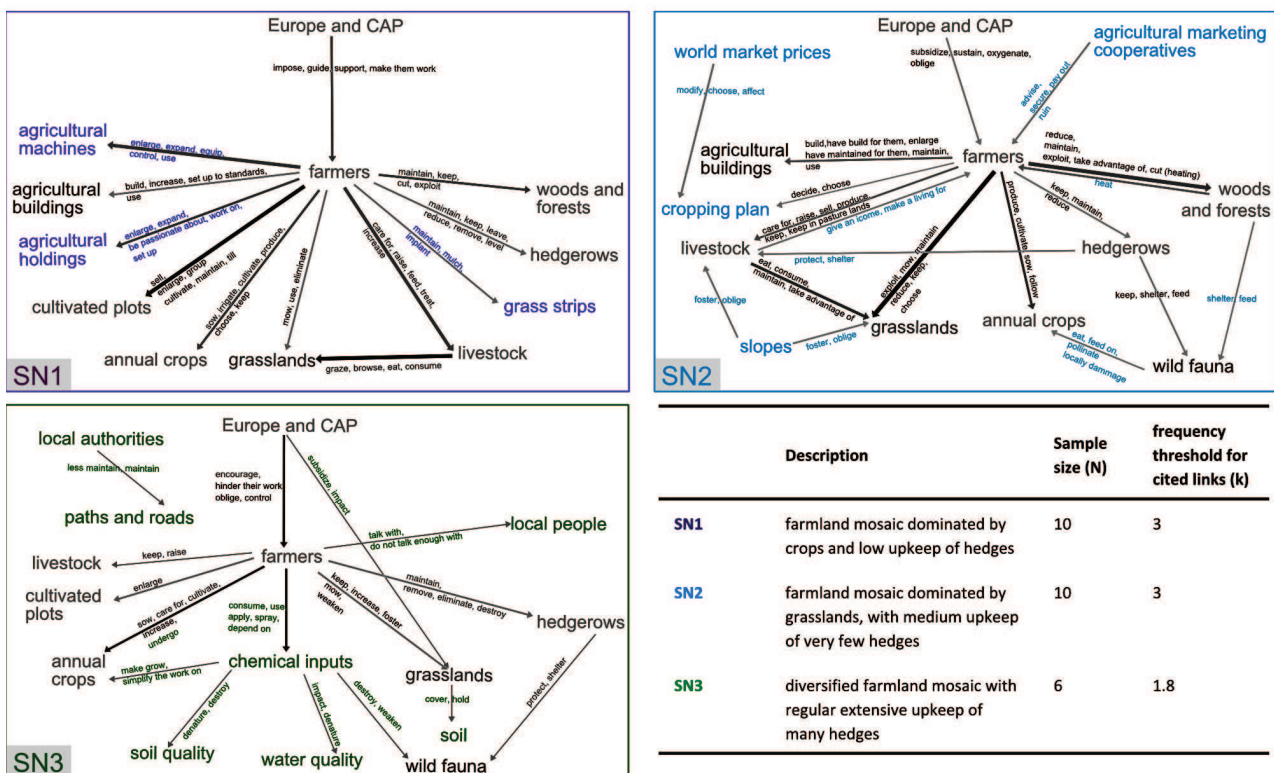 Europe and CAP
impose, guide, support, make them work
agricultural
machines
enlarge, expand, equip,
control, use
farmers
agricultural
buildings
build, increase, set up to standards,
use
maintain, keep,
cut, exploit
woods and
forests
agricultural
holdings
enlarge, expand,
be passionate about, work on,
set up
maintain, keep, leave,
reduce, remove, level
hedgerows
cultivated plots
sell,
enlarge, group
cultivate, maintain, till
maintain, mulch
implant
grass strips
sow, irrigate, cultivate, produce,
choose, keep
mow, use, eliminate
care for, raise, feed, treat,
increase
annual crops
grasslands
livestock
graze, browse, eat, consume
SN1
Europe and CAP
subsidize, sustain, oxygenate,
oblige
world market prices
agricultural marketing
cooperatives
modify, choose, affect
advise,
secure, pay out
ruin
agricultural
buildings
build,have build for them, enlarge
have maintained for them, maintain,
use
farmers
reduce,
maintain,
exploit, take advantage of, cut (heating)
heat
woods
and forests
decide, choose
cropping plan
care for, raise, sell, produce
keep, keep in pasture lands
give an icome, make a living for
keep, maintain,
reduce
livestock
hedgerows
protect, shelter
eat, consume,
maintain, take advantage of
exploit, mow, maintain
reduce, keep,
choose
produce, cultivate, sow, follow
keep, shelter, feed
shelter, feed
foster, oblige
grasslands
annual crops
slopes
foster, oblige
eat, feed on,
pollinate
locally dammage
wild fauna
SN2
Europe and CAP
local authorities
less maintain, maintain
paths and roads
encourage,
hinder their work
oblige, control
subsidize, impact
local people
talk with,
do not talk enough with
livestock
keep, raise
farmers
cultivated
plots
enlarge
maintain,
remove, eliminate, destroy
hedgerows
sow, care for, cultivate,
increase,
undergo
consume, use
apply, spray,
depend on
keep, increase, foster
mow,
weaken
annual
crops
make grow,
simplify the work on
chemical inputs
grasslands
protect, shelter
denature, destroy
impact, denature
destroy, weaken
cover, hold
soil
soil quality
water quality
wild fauna
SN3
Description
Sample
size (N)
frequency
threshold for
cited links (k)
SN1
farmland mosaic dominated by
crops and low upkeep of hedges
10
3
SN2
farmland mosaic dominated by
grasslands, with medium upkeep
of very few hedges
10
3
SN3
diversified farmland mosaic with
regular extensive upkeep of
many hedges
6
1.8